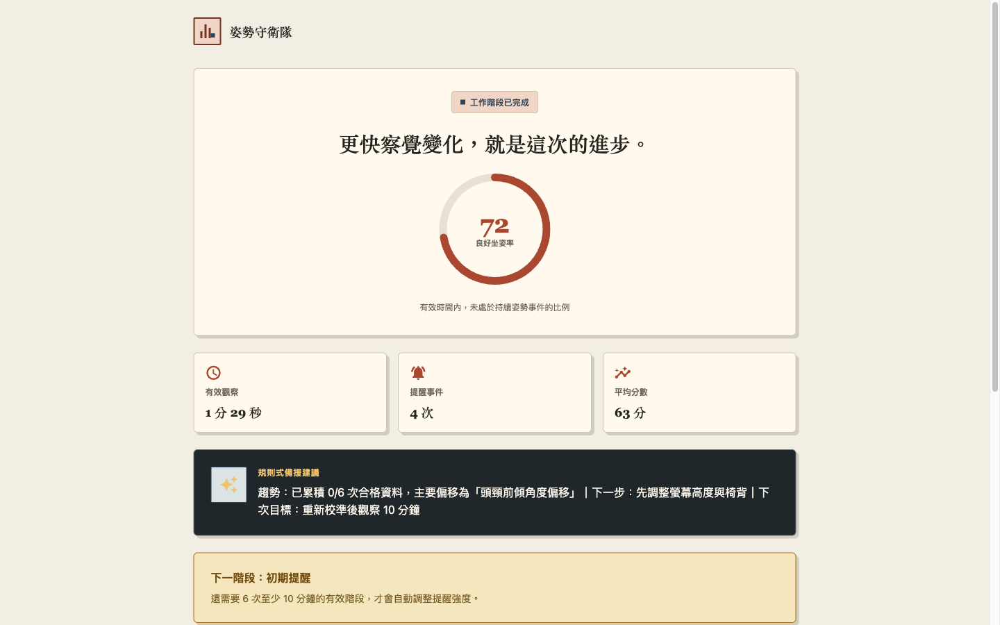 姿勢守衛隊
工作階段已完成
更快察覺變化，就是這次的進步。
72
良好坐姿率
有效時間內，未處於持續姿勢事件的比例
有效觀察
1 分 29 秒
提醒事件
4 次
平均分數
63 分
規則式備援建議
趨勢：已累積 0/6 次合格資料，主要偏移為「頭頸前傾角度偏移」｜下一步：先調整螢幕高度與椅背｜下
次目標：重新校準後觀察 10 分鐘
下一階段：初期提醒
還需要 6 次至少 10 分鐘的有效階段，才會自動調整提醒強度。